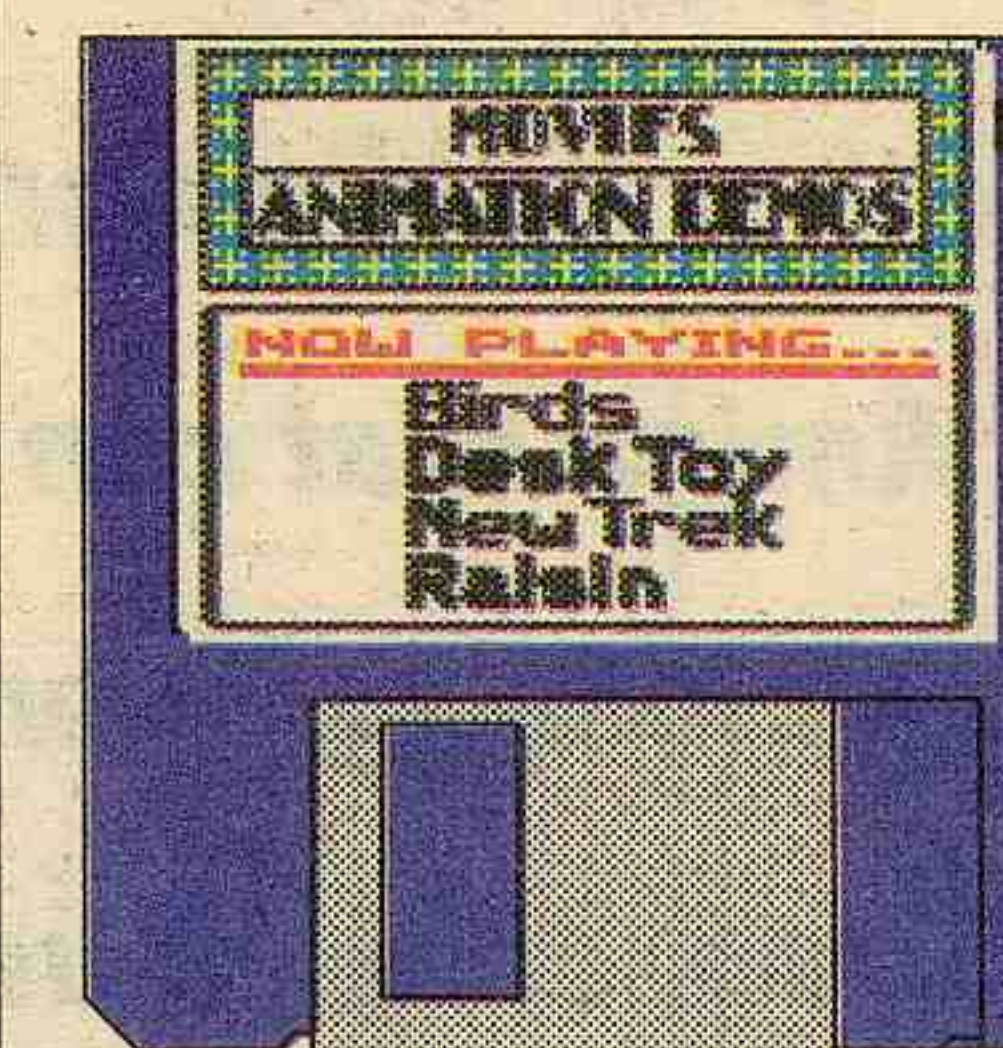 MOVIES
ANIMATION DEMOS
NOW PLAYING...
Birds
Desk Toy
New Trek
Raisin